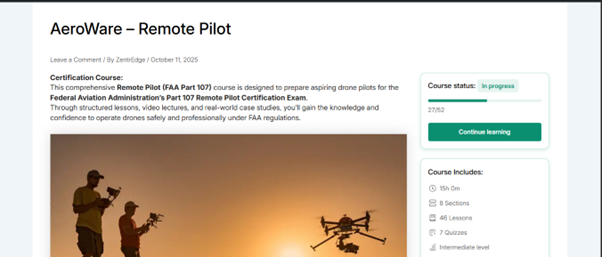 AeroWare – Remote Pilot
Leave a Comment / By ZentrEdge / October 11, 2025
Certification Course:
This comprehensive Remote Pilot (FAA Part 107) course is designed to prepare aspiring drone pilots for the
Federal Aviation Administration's Part 107 Remote Pilot Certification Exam.
Through structured lessons, video lectures, and real-world case studies, you'll gain the knowledge and
confidence to operate drones safely and professionally under FAA regulations.
Course status: In progress
27/52
Continue learning
Course Includes:
15h 0m
8 Sections
46 Lessons
7 Quizzes
Intermediate level